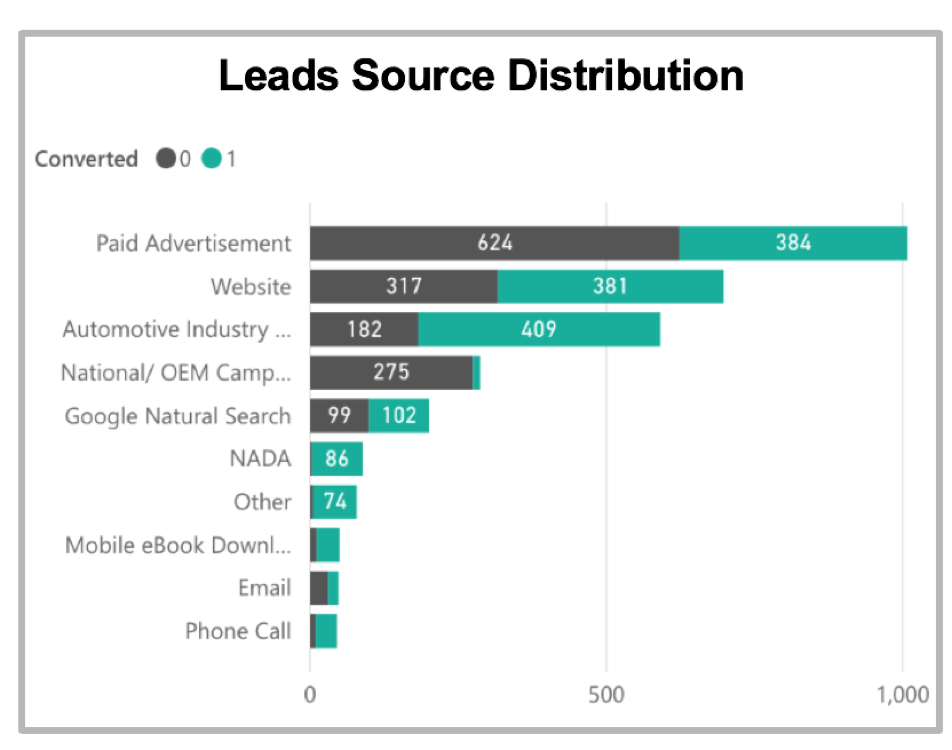 Leads Source Distribution
Converted 0 1
Paid Advertisement 624 384
Website 317 381
Automotive Industry ... 182 409
National/ OEM Camp... 275
Google Natural Search 99 102
NADA 86
Other 74
Mobile eBook Downl...
Email
Phone Call
0 500 1,000